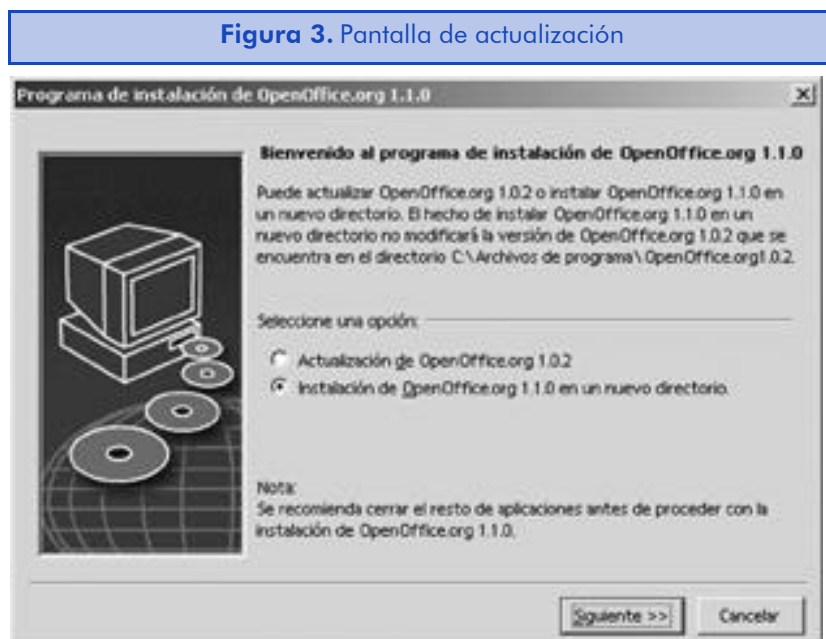 Figura 3. Pantalla de actualización
Programa de instalación de OpenOffice.org 1.1.0
Bienvenido al programa de instalación de OpenOffice.org 1.1.0
Puede actualizar OpenOffice.org 1.0.2 o instalar OpenOffice.org 1.1.0 en
un nuevo directorio. El hecho de instalar OpenOffice.org 1.1.0 en un
nuevo directorio no modificará la versión de OpenOffice.org 1.0.2 que se
encuentra en el directorio C:\Archivos de programa\OpenOffice.org1.0.2.
Seleccione una opción:
Actualización de OpenOffice.org 1.0.2
Instalación de OpenOffice.org 1.1.0 en un nuevo directorio.
Nota:
Se recomienda cerrar el resto de aplicaciones antes de proceder con la
instalación de OpenOffice.org 1.1.0.
Siguiente >>
Cancelar